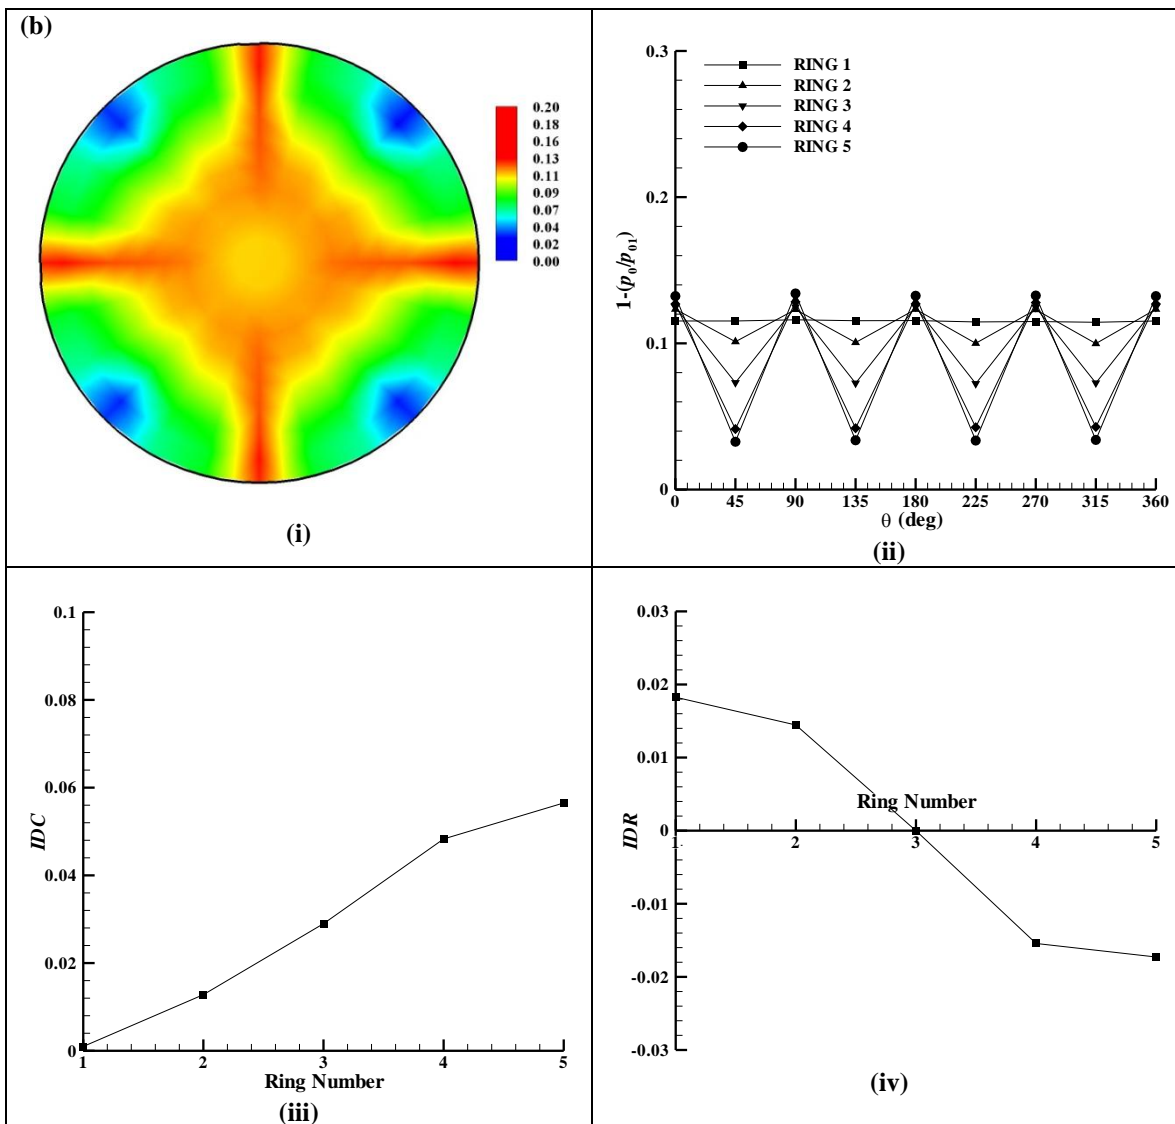 (b)
0.20
0.18
0.16
0.13
0.11
0.09
0.07
0.04
0.02
0.00
(i)
0.3
0.2
0.1
0
1-(p₀/p₀₁)
RING 1
RING 2
RING 3
RING 4
RING 5
0 45 90 135 180 225 270 315 360
θ (deg)
(ii)
0.1
0.08
0.06
0.04
0.02
0
IDC
1 2 3 4 5
Ring Number
(iii)
0.03
0.02
0.01
0
-0.01
-0.02
-0.03
IDR
Ring Number
1 2 3 4 5
(iv)